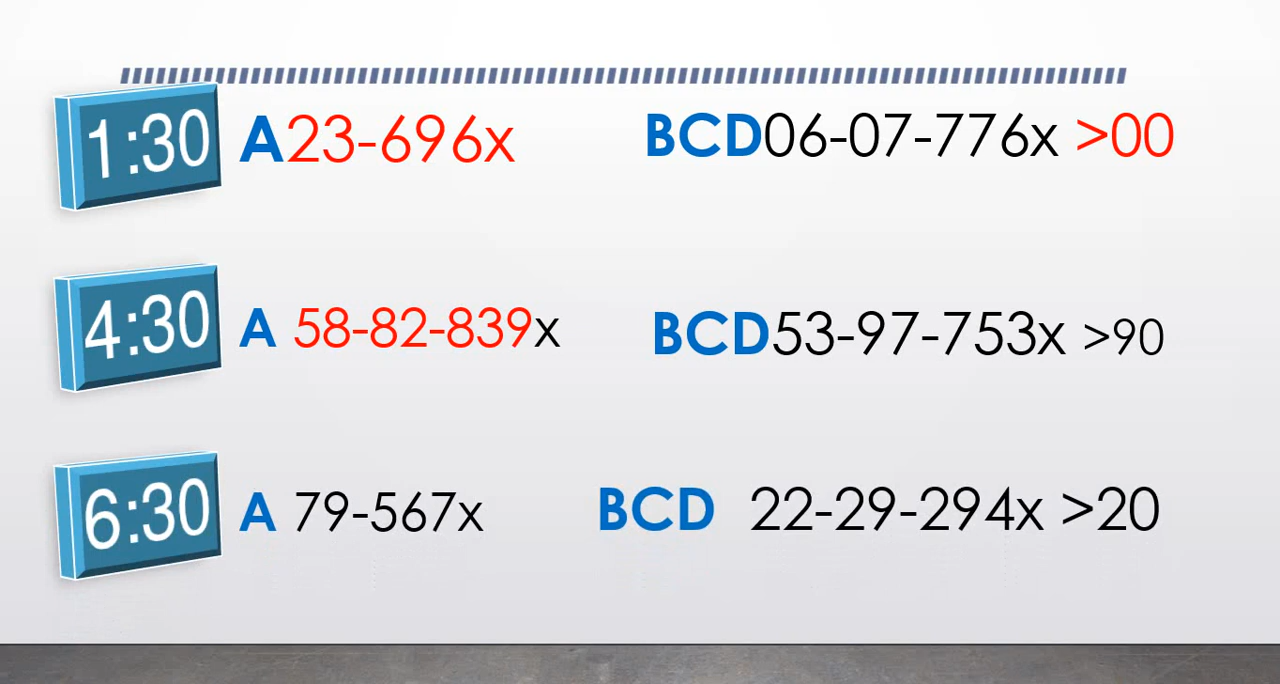 1:30 A23-696x BCD06-07-776x >00
4:30 A 58-82-839x BCD53-97-753x >90
6:30 A 79-567x BCD 22-29-294x >20